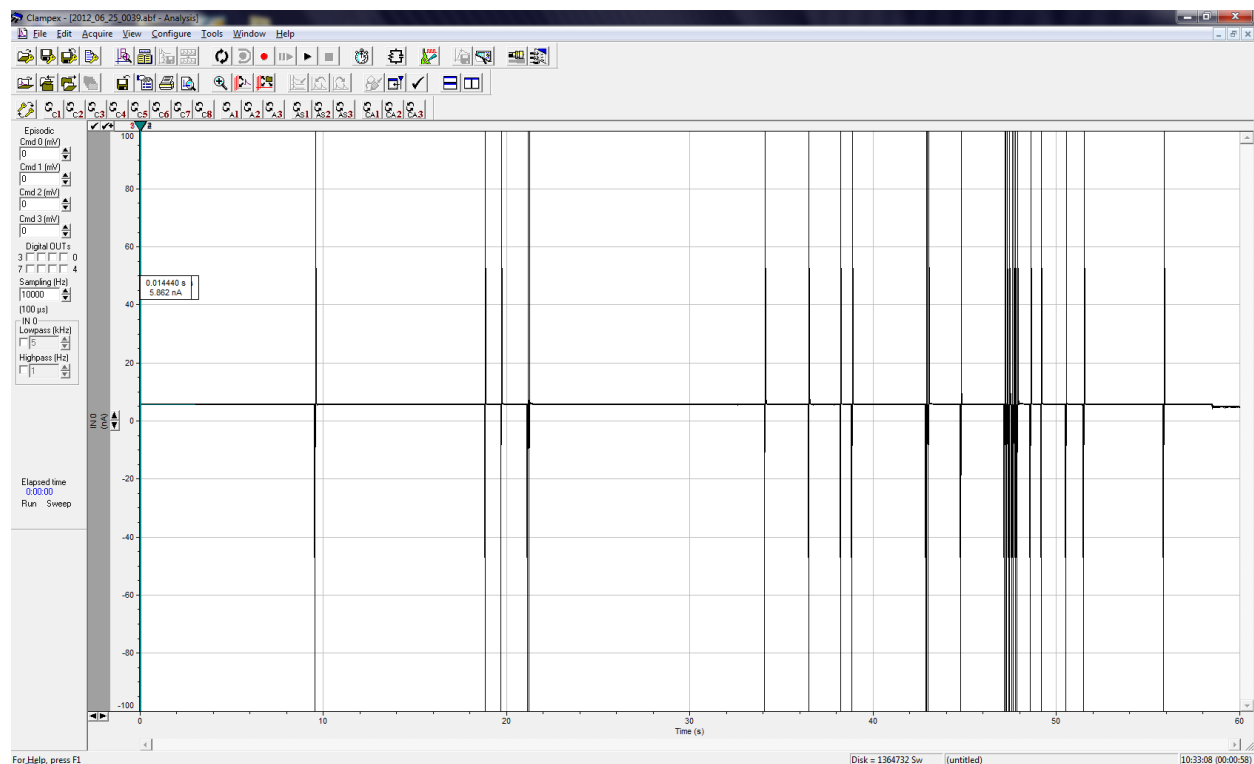 Clampex - [2012_06_25_0039.abf - Analysis]
File Edit Acquire View Configure Tools Window Help
C1 C2 C3 C4 C5 C6 C7 C8 A1 A2 A3 AS1 AS2 AS3 CA1 CA2 CA3
Episodic
Cmd 0 (mV)
0
Cmd 1 (mV)
0
Cmd 2 (mV)
0
Cmd 3 (mV)
0
Digital OUTs
3 0
7 4
Sampling (Hz)
10000
(100 µs)
IN 0
Lowpass (kHz)
5
Highpass (Hz)
1
Elapsed time
0:00:00
Run Sweep
IN 0
(nA)
3
100
80
60
40
20
0
-20
-40
-60
-80
-100
0.014440 s
5.862 nA
0 10 20 30 40 50 60
Time (s)
For Help, press F1
Disk = 1364732 Sw
(untitled)
10:33:08 (00:00:58)